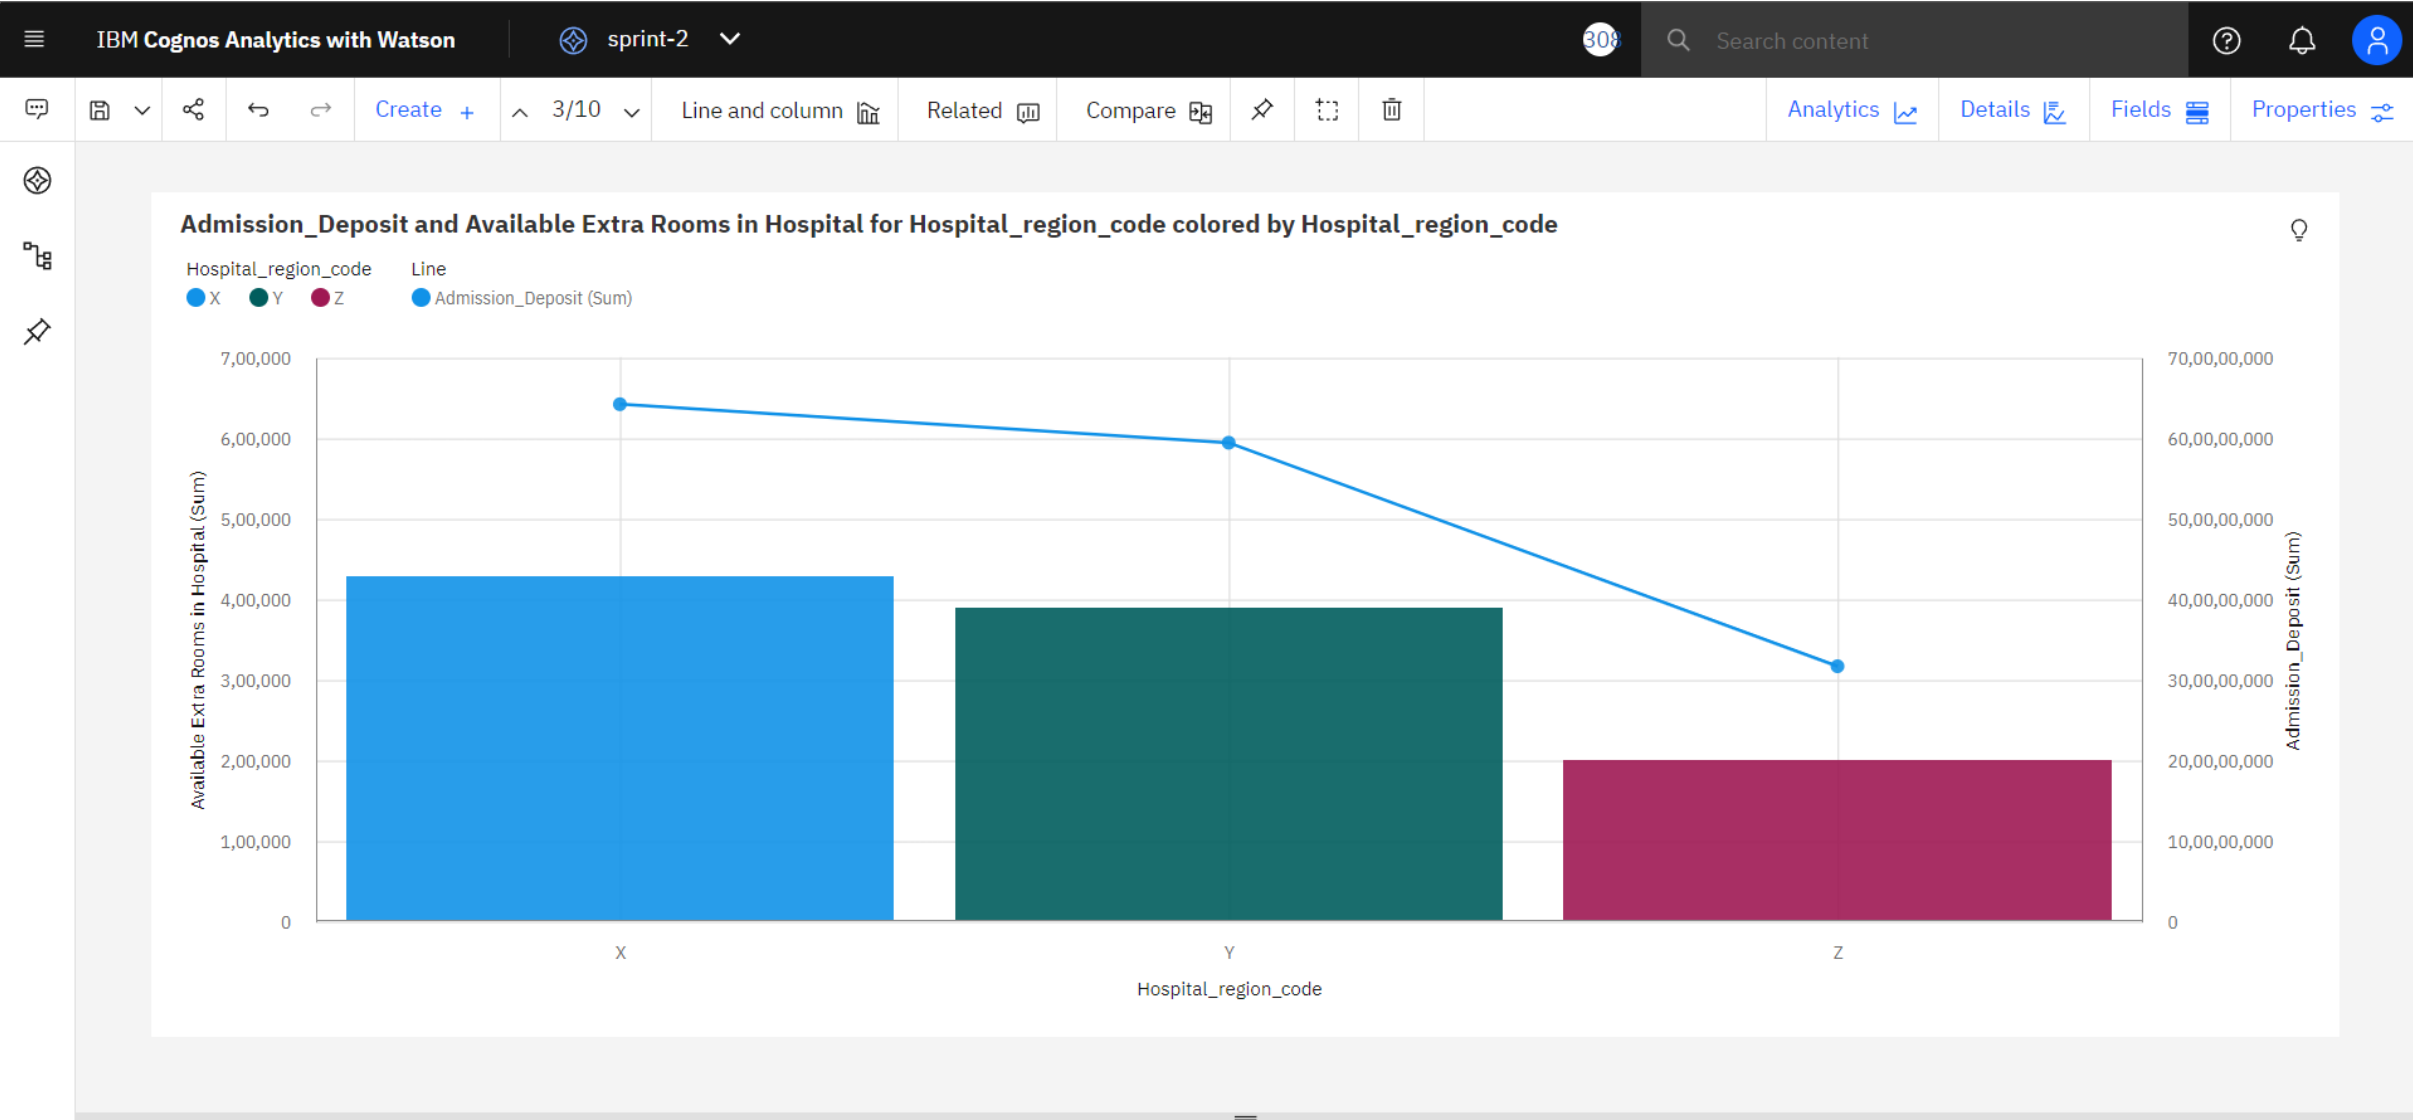 IBM Cognos Analytics with Watson
sprint-2
308
Search content
Create +
3/10
Line and column
Related
Compare
Analytics
Details
Fields
Properties
Admission_Deposit and Available Extra Rooms in Hospital for Hospital_region_code colored by Hospital_region_code
Hospital_region_code
X Y Z
Line
Admission_Deposit (Sum)
Available Extra Rooms in Hospital (Sum)
7,00,000
6,00,000
5,00,000
4,00,000
3,00,000
2,00,000
1,00,000
0
70,00,00,000
60,00,00,000
50,00,00,000
40,00,00,000
30,00,00,000
20,00,00,000
10,00,00,000
0
Admission_Deposit (Sum)
X Y Z
Hospital_region_code